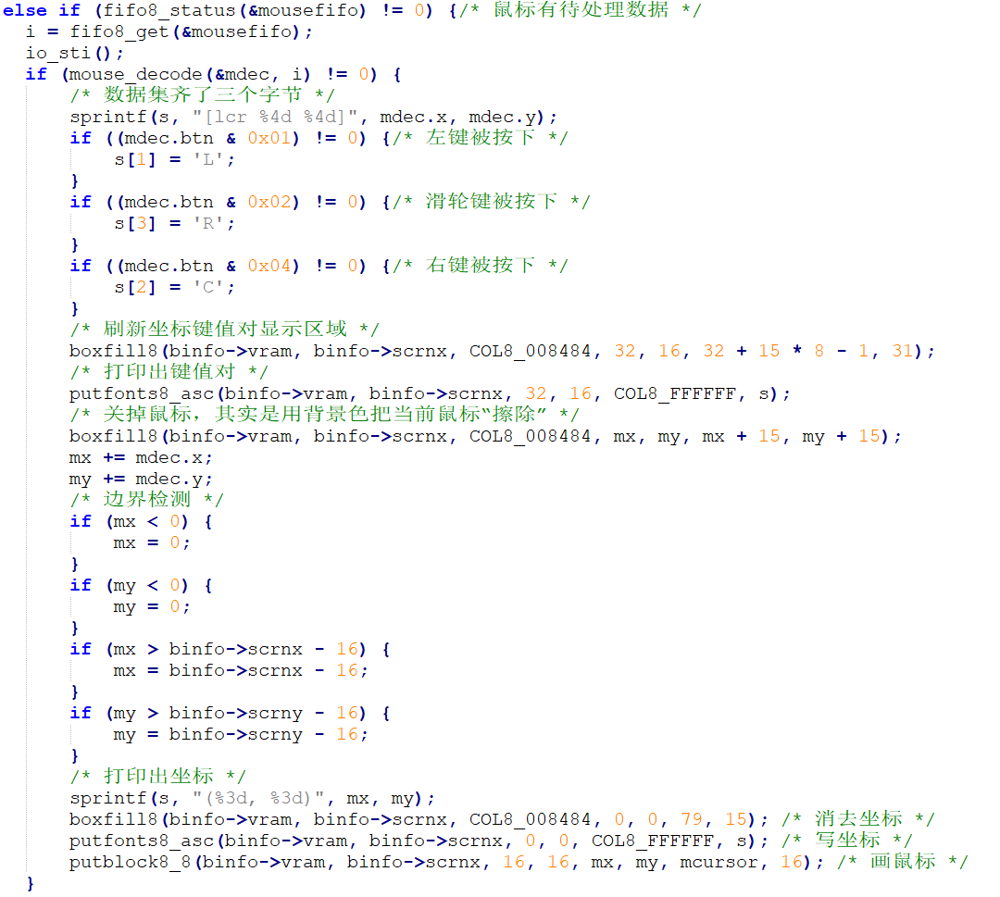 else if (fifo8_status(&mousefifo) != 0) {/* 鼠标有待处理数据 */
i = fifo8_get(&mousefifo);
io_sti();
if (mouse_decode(&mdec, i) != 0) {
/* 数据集齐了三个字节 */
sprintf(s, "[lcr %4d %4d]", mdec.x, mdec.y);
if ((mdec.btn & 0x01) != 0) {/* 左键被按下 */
s[1] = 'L';
}
if ((mdec.btn & 0x02) != 0) {/* 滑轮键被按下 */
s[3] = 'R';
}
if ((mdec.btn & 0x04) != 0) {/* 右键被按下 */
s[2] = 'C';
}
/* 刷新坐标键值对显示区域 */
boxfill8(binfo->vram, binfo->scrnx, COL8_008484, 32, 16, 32 + 15 * 8 - 1, 31);
/* 打印出键值对 */
putfonts8_asc(binfo->vram, binfo->scrnx, 32, 16, COL8_FFFFFF, s);
/* 关掉鼠标，其实是用背景色把当前鼠标“擦除” */
boxfill8(binfo->vram, binfo->scrnx, COL8_008484, mx, my, mx + 15, my + 15);
mx += mdec.x;
my += mdec.y;
/* 边界检测 */
if (mx < 0) {
mx = 0;
}
if (my < 0) {
my = 0;
}
if (mx > binfo->scrnx - 16) {
mx = binfo->scrnx - 16;
}
if (my > binfo->scrny - 16) {
my = binfo->scrny - 16;
}
/* 打印出坐标 */
sprintf(s, "(%3d, %3d)", mx, my);
boxfill8(binfo->vram, binfo->scrnx, COL8_008484, 0, 0, 79, 15); /* 消去坐标 */
putfonts8_asc(binfo->vram, binfo->scrnx, 0, 0, COL8_FFFFFF, s); /* 写坐标 */
putblock8_8(binfo->vram, binfo->scrnx, 16, 16, mx, my, mcursor, 16); /* 画鼠标 */
}